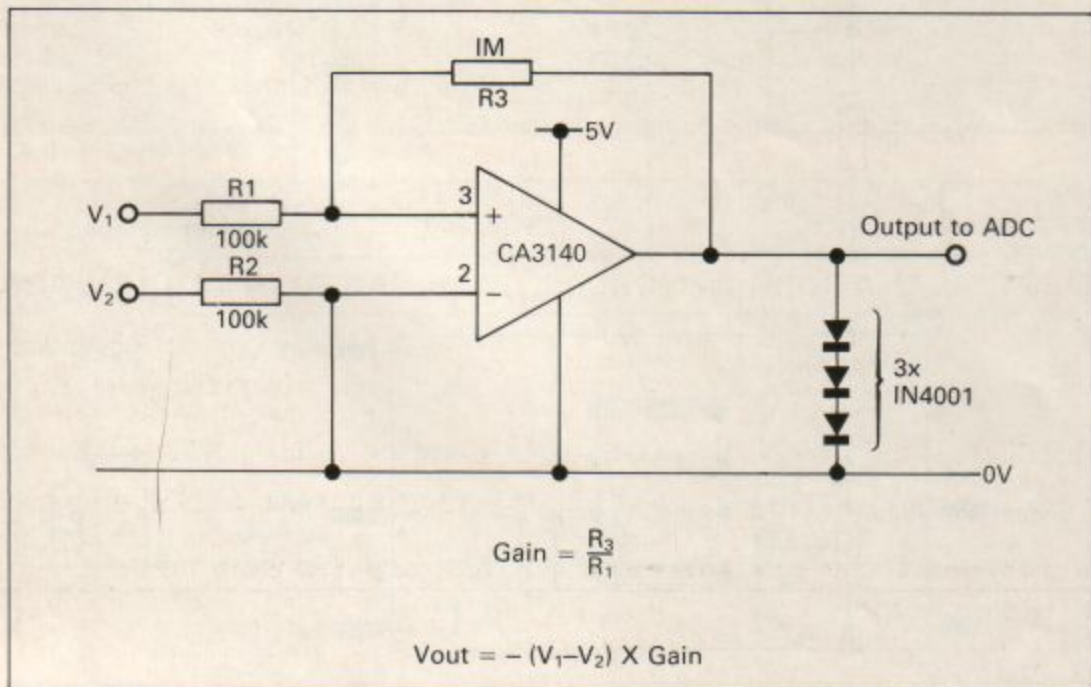 IM
R3
5V
R1
V₁
100k
3
+
CA3140
Output to ADC
R2
V₂
100k
2
–
3x
IN4001
0V
Gain = R₃/R₁
Vout = – (V₁–V₂) X Gain